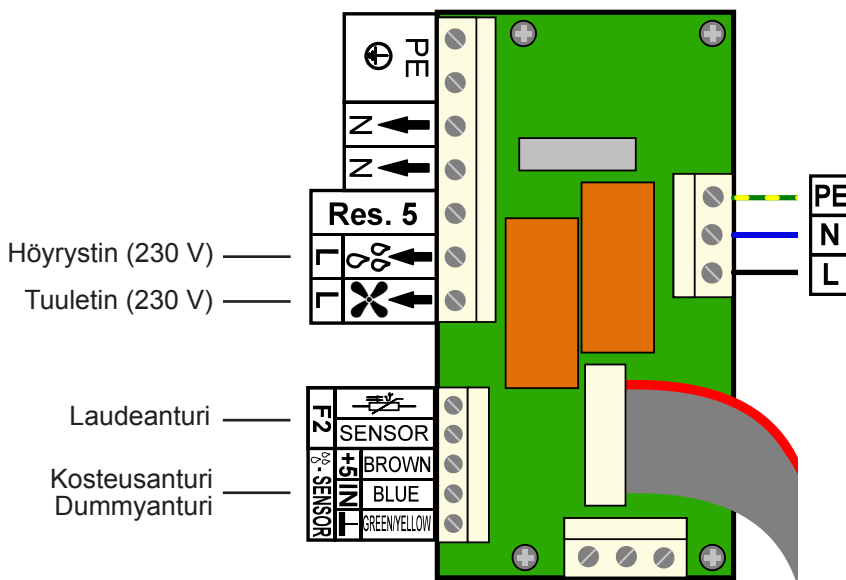 PE
N
N
Res. 5
Höyrystin (230 V)
L
Tuuletin (230 V)
L
PE
N
L
Laudeanturi
F2
SENSOR
Kosteusanturi
Dummyanturi
- SENSOR
+5
BROWN
IN
BLUE
GREEN/YELLOW